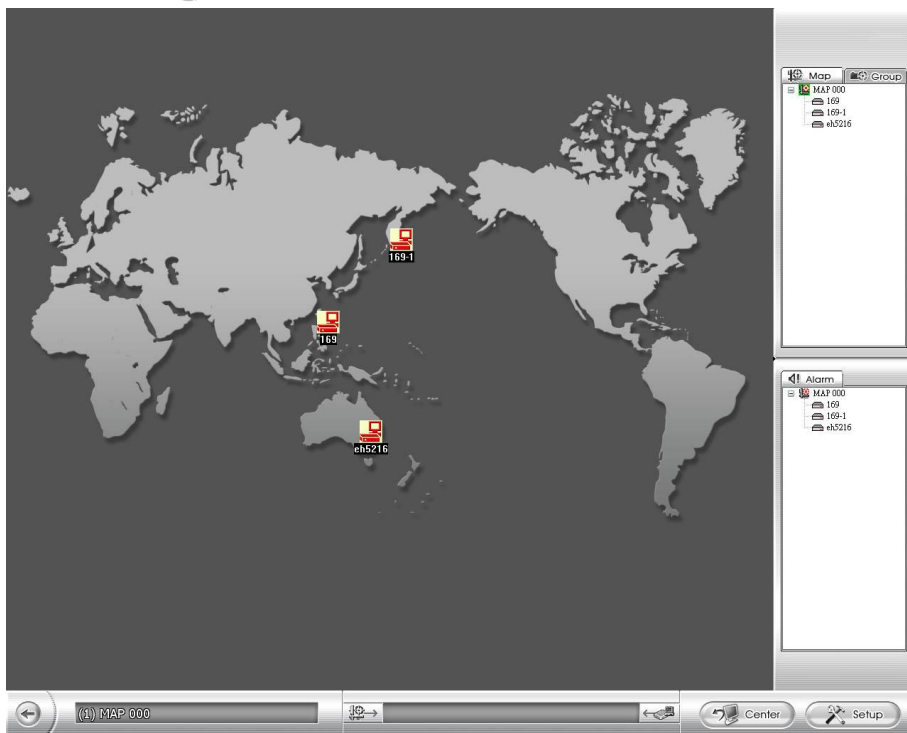 169-1
169
eh5216
Map
Group
MAP 000
169
169-1
eh5216
Alarm
MAP 000
169
169-1
eh5216
(1) MAP 000
Center
Setup